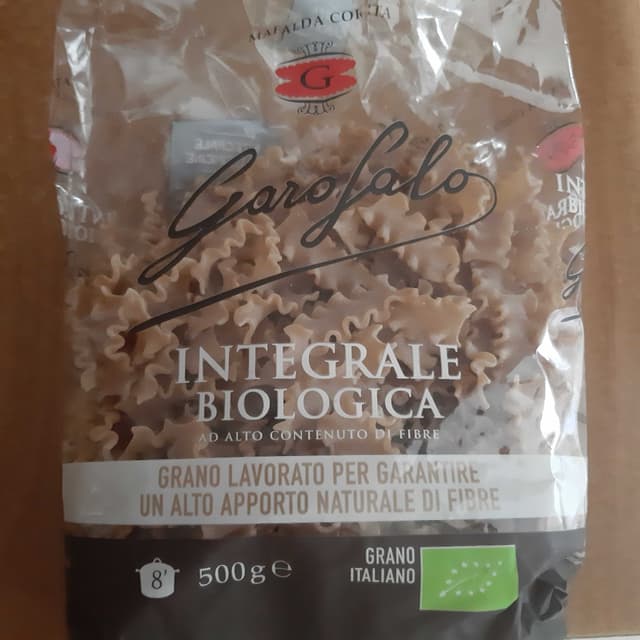 MAFALDA CORTA
G
Garofalo
INTEGRALE
BIOLOGICA
AD ALTO CONTENUTO DI FIBRE
GRANO LAVORATO PER GARANTIRE
UN ALTO APPORTO NATURALE DI FIBRE
8'
500g e
GRANO
ITALIANO